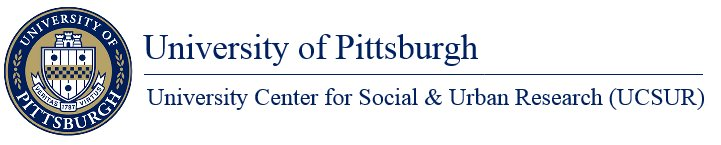 UNIVERSITY OF
PITTSBURGH
VERITAS 1787 VIRTUS
University of Pittsburgh
University Center for Social & Urban Research (UCSUR)